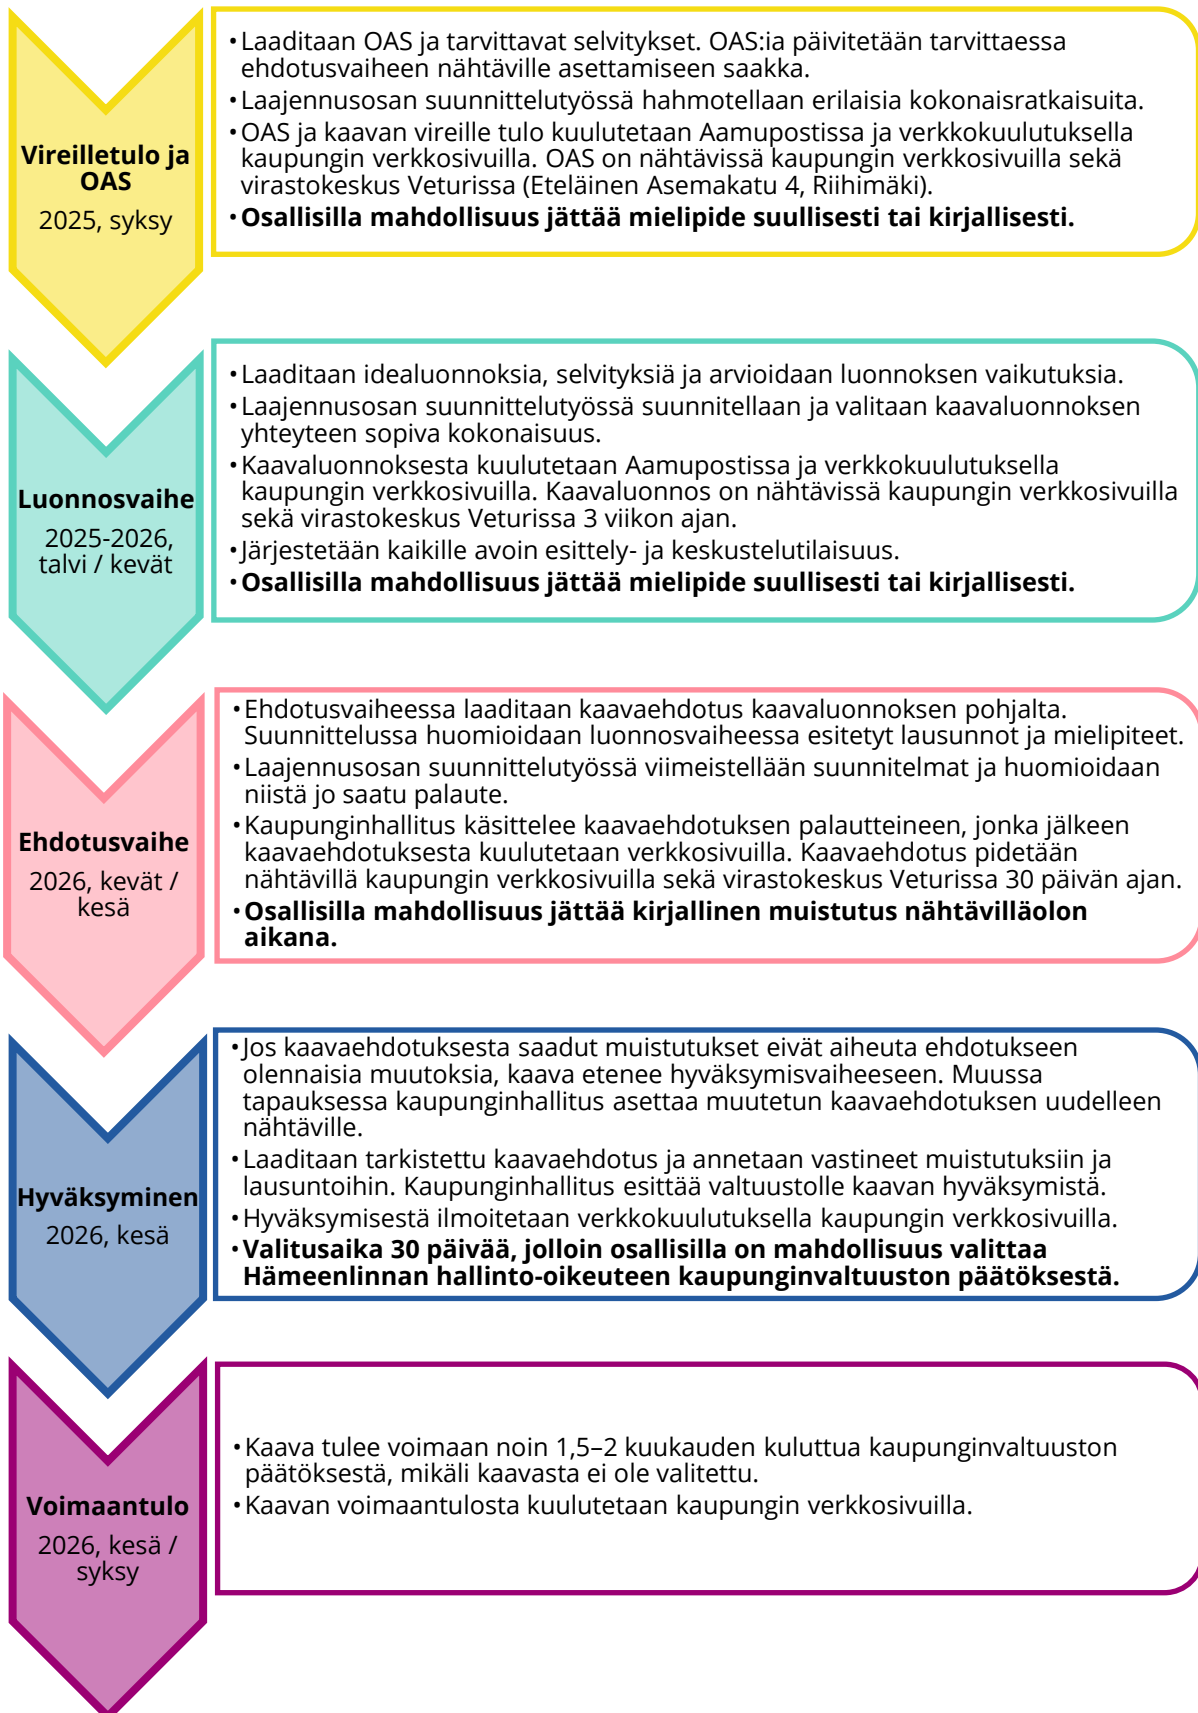 Vireilletulo ja
OAS
2025, syksy
•Laaditaan OAS ja tarvittavat selvitykset. OAS:ia päivitetään tarvittaessa
ehdotusvaiheen nähtäville asettamiseen saakka.
•Laajennusosan suunnittelutyössä hahmotellaan erilaisia kokonaisratkaisuita.
•OAS ja kaavan vireille tulo kuulutetaan Aamupostissa ja verkkokuulutuksella
kaupungin verkkosivuilla. OAS on nähtävissä kaupungin verkkosivuilla sekä
virastokeskus Veturissa (Eteläinen Asemakatu 4, Riihimäki).
•Osallisilla mahdollisuus jättää mielipide suullisesti tai kirjallisesti.
Luonnosvaihe
2025-2026,
talvi / kevät
•Laaditaan idealuonnoksia, selvityksiä ja arvioidaan luonnoksen vaikutuksia.
•Laajennusosan suunnittelutyössä suunnitellaan ja valitaan kaavaluonnoksen
yhteyteen sopiva kokonaisuus.
•Kaavaluonnoksesta kuulutetaan Aamupostissa ja verkkokuulutuksella
kaupungin verkkosivuilla. Kaavaluonnos on nähtävissä kaupungin verkkosivuilla
sekä virastokeskus Veturissa 3 viikon ajan.
•Järjestetään kaikille avoin esittely- ja keskustelutilaisuus.
•Osallisilla mahdollisuus jättää mielipide suullisesti tai kirjallisesti.
Ehdotusvaihe
2026, kevät /
kesä
•Ehdotusvaiheessa laaditaan kaavaehdotus kaavaluonnoksen pohjalta.
Suunnittelussa huomioidaan luonnosvaiheessa esitetyt lausunnot ja mielipiteet.
•Laajennusosan suunnittelutyössä viimeistellään suunnitelmat ja huomioidaan
niistä jo saatu palaute.
•Kaupunginhallitus käsittelee kaavaehdotuksen palautteineen, jonka jälkeen
kaavaehdotuksesta kuulutetaan verkkosivuilla. Kaavaehdotus pidetään
nähtävillä kaupungin verkkosivuilla sekä virastokeskus Veturissa 30 päivän ajan.
•Osallisilla mahdollisuus jättää kirjallinen muistutus nähtävilläolon
aikana.
Hyväksyminen
2026, kesä
•Jos kaavaehdotuksesta saadut muistutukset eivät aiheuta ehdotukseen
olennaisia muutoksia, kaava etenee hyväksymisvaiheeseen. Muussa
tapauksessa kaupunginhallitus asettaa muutetun kaavaehdotuksen uudelleen
nähtäville.
•Laaditaan tarkistettu kaavaehdotus ja annetaan vastineet muistutuksiin ja
lausuntoihin. Kaupunginhallitus esittää valtuustolle kaavan hyväksymistä.
•Hyväksymisestä ilmoitetaan verkkokuulutuksella kaupungin verkkosivuilla.
•Valitusaika 30 päivää, jolloin osallisilla on mahdollisuus valittaa
Hämeenlinnan hallinto-oikeuteen kaupunginvaltuuston päätöksestä.
Voimaantulo
2026, kesä /
syksy
•Kaava tulee voimaan noin 1,5–2 kuukauden kuluttua kaupunginvaltuuston
päätöksestä, mikäli kaavasta ei ole valitettu.
•Kaavan voimaantulosta kuulutetaan kaupungin verkkosivuilla.